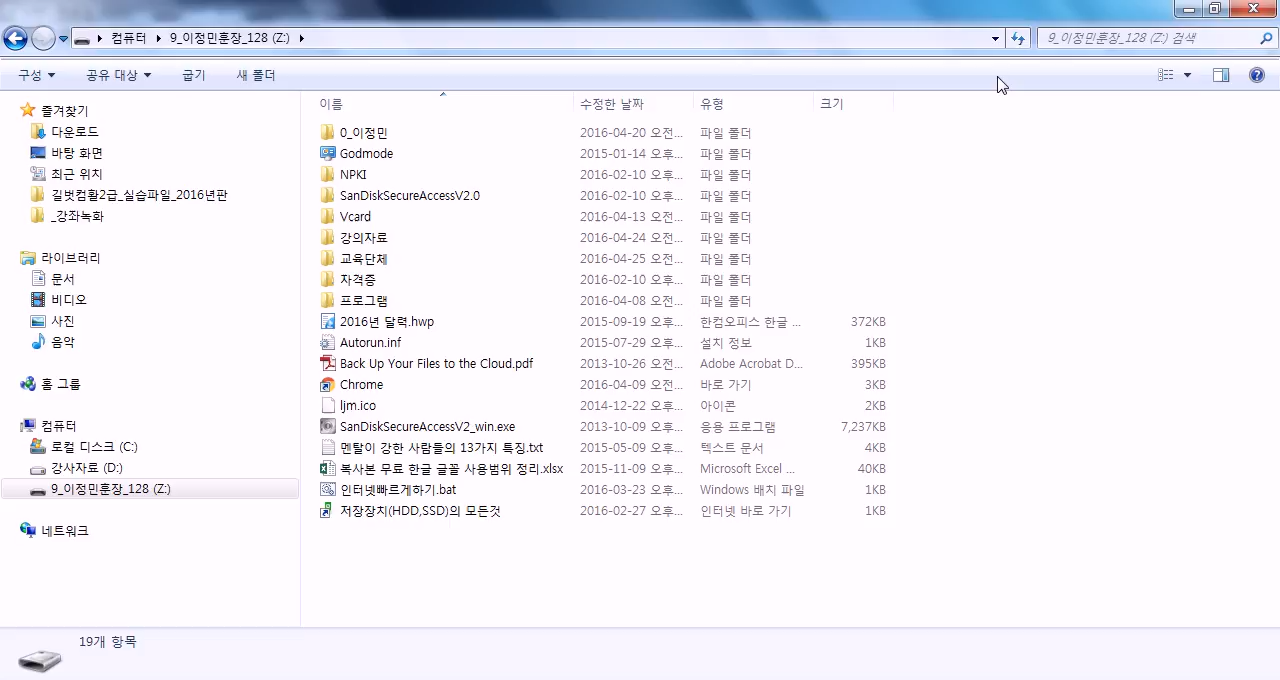 컴퓨터 ▸ 9_이정민훈장_128 (Z:) ▸
9_이정민훈장_128 (Z:) 검색
구성 공유 대상 굽기 새 폴더
즐겨찾기
다운로드
바탕 화면
최근 위치
길벗컴활2급_실습파일_2016년판
_강좌녹화
라이브러리
문서
비디오
사진
음악
홈 그룹
컴퓨터
로컬 디스크 (C:)
강사자료 (D:)
9_이정민훈장_128 (Z:)
네트워크
이름 수정한 날짜 유형 크기
0_이정민 2016-04-20 오전... 파일 폴더
Godmode 2015-01-14 오후... 파일 폴더
NPKI 2016-02-10 오후... 파일 폴더
SanDiskSecureAccessV2.0 2016-02-10 오후... 파일 폴더
Vcard 2016-04-13 오전... 파일 폴더
강의자료 2016-04-24 오전... 파일 폴더
교육단체 2016-04-25 오전... 파일 폴더
자격증 2016-02-10 오후... 파일 폴더
프로그램 2016-04-08 오전... 파일 폴더
2016년 달력.hwp 2015-09-19 오후... 한컴오피스 한글 ... 372KB
Autorun.inf 2015-07-29 오후... 설치 정보 1KB
Back Up Your Files to the Cloud.pdf 2013-10-26 오전... Adobe Acrobat D... 395KB
Chrome 2016-04-09 오전... 바로 가기 3KB
ljm.ico 2014-12-22 오후... 아이콘 2KB
SanDiskSecureAccessV2_win.exe 2013-10-09 오후... 응용 프로그램 7,237KB
멘탈이 강한 사람들의 13가지 특징.txt 2015-05-09 오후... 텍스트 문서 4KB
복사본 무료 한글 글꼴 사용범위 정리.xlsx 2015-11-09 오후... Microsoft Excel ... 40KB
인터넷빠르게하기.bat 2016-03-23 오후... Windows 배치 파일 1KB
저장장치(HDD,SSD)의 모든것 2016-02-27 오후... 인터넷 바로 가기 1KB
19개 항목